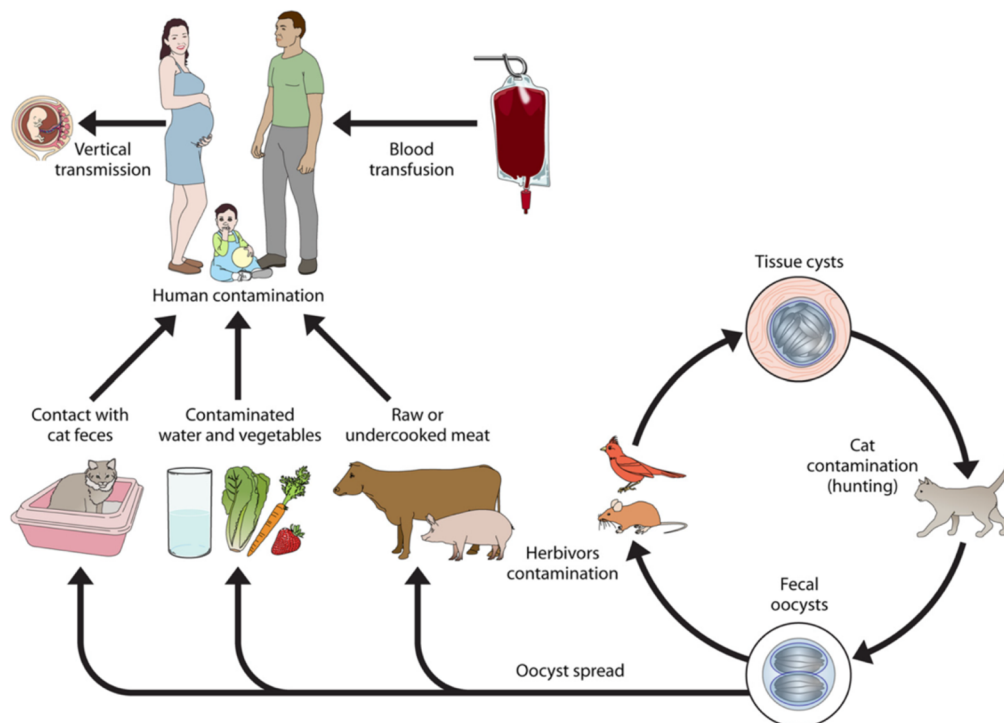 Vertical
transmission
Blood
transfusion
Human contamination
Tissue cysts
Contact with
cat feces
Contaminated
water and vegetables
Raw or
undercooked meat
Cat
contamination
(hunting)
Herbivors
contamination
Fecal
oocysts
Oocyst spread